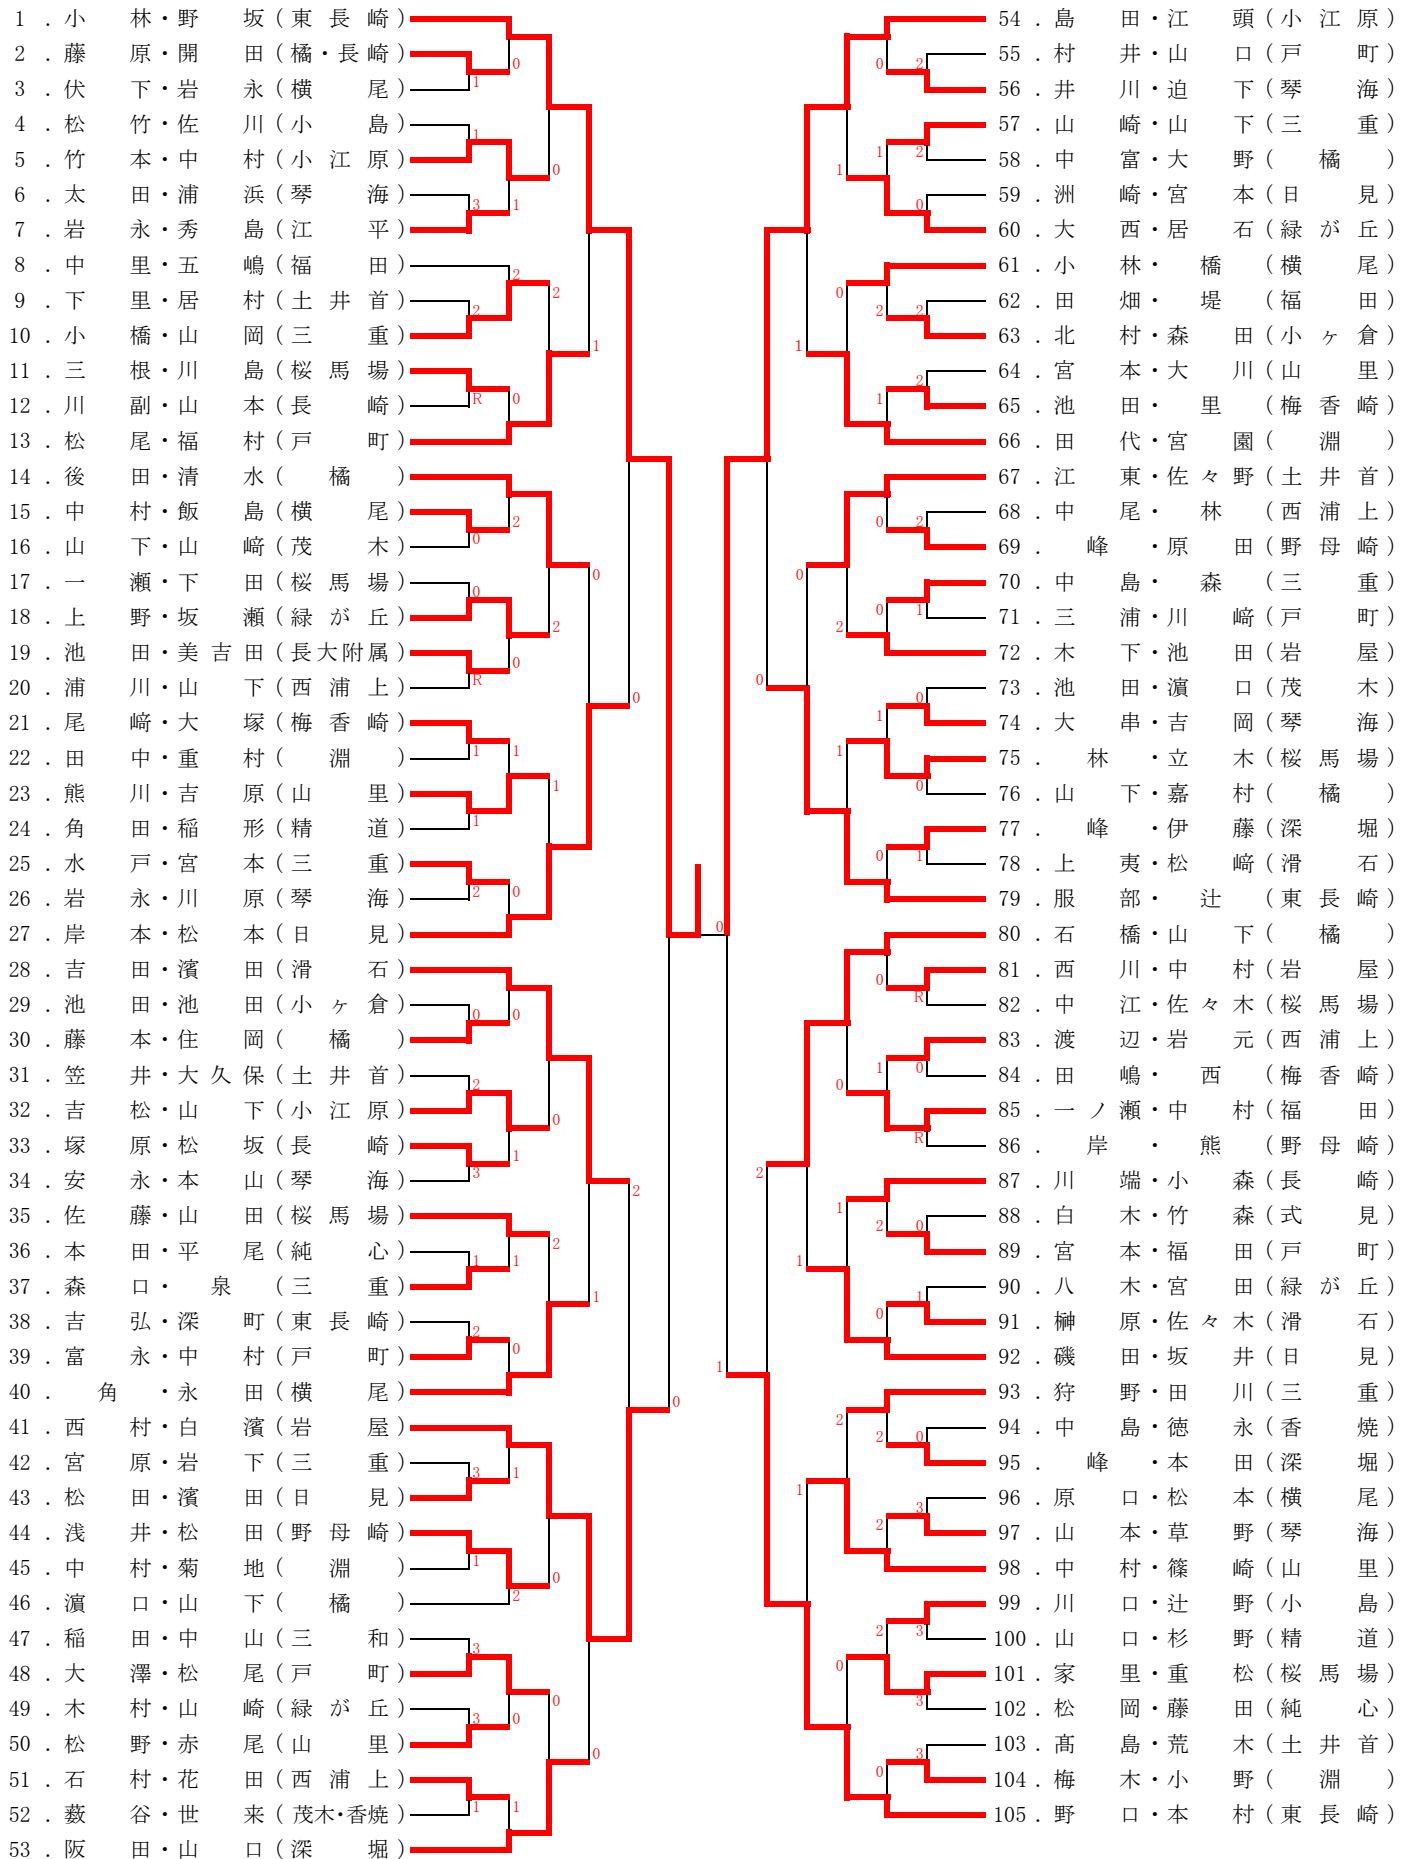 1 . 小 林・野 坂 ( 東 長 崎 )
2 . 藤 原・開 田 ( 橘・長崎 )
3 . 伏 下・岩 永 ( 横 尾 )
4 . 松 竹・佐 川 ( 小 島 )
5 . 竹 本・中 村 ( 小 江 原 )
6 . 太 田・浦 浜 ( 琴 海 )
7 . 岩 永・秀 島 ( 江 平 )
8 . 中 里・五 嶋 ( 福 田 )
9 . 下 里・居 村 ( 土 井 首 )
10 . 小 橋・山 岡 ( 三 重 )
11 . 三 根・川 島 ( 桜 馬 場 )
12 . 川 副・山 本 ( 長 崎 )
13 . 松 尾・福 村 ( 戸 町 )
14 . 後 田・清 水 ( 橘 )
15 . 中 村・飯 島 ( 横 尾 )
16 . 山 下・山 﨑 ( 茂 木 )
17 . 一 瀬・下 田 ( 桜 馬 場 )
18 . 上 野・坂 瀬 ( 緑 が 丘 )
19 . 池 田・美 吉 田 ( 長大附属 )
20 . 浦 川・山 下 ( 西 浦 上 )
21 . 尾 﨑・大 塚 ( 梅 香 崎 )
22 . 田 中・重 村 ( 淵 )
23 . 熊 川・吉 原 ( 山 里 )
24 . 角 田・稲 形 ( 精 道 )
25 . 水 戸・宮 本 ( 三 重 )
26 . 岩 永・川 原 ( 琴 海 )
27 . 岸 本・松 本 ( 日 見 )
28 . 吉 田・濱 田 ( 滑 石 )
29 . 池 田・池 田 ( 小 ヶ 倉 )
30 . 藤 本・住 岡 ( 橘 )
31 . 笠 井・大 久 保 ( 土 井 首 )
32 . 吉 松・山 下 ( 小 江 原 )
33 . 塚 原・松 坂 ( 長 崎 )
34 . 安 永・本 山 ( 琴 海 )
35 . 佐 藤・山 田 ( 桜 馬 場 )
36 . 本 田・平 尾 ( 純 心 )
37 . 森 口・ 泉 ( 三 重 )
38 . 吉 弘・深 町 ( 東 長 崎 )
39 . 富 永・中 村 ( 戸 町 )
40 . 角 ・永 田 ( 横 尾 )
41 . 西 村・白 濱 ( 岩 屋 )
42 . 宮 原・岩 下 ( 三 重 )
43 . 松 田・濱 田 ( 日 見 )
44 . 浅 井・松 田 ( 野 母 崎 )
45 . 中 村・菊 地 ( 淵 )
46 . 濵 口・山 下 ( 橘 )
47 . 稲 田・中 山 ( 三 和 )
48 . 大 澤・松 尾 ( 戸 町 )
49 . 木 村・山 崎 ( 緑 が 丘 )
50 . 松 野・赤 尾 ( 山 里 )
51 . 石 村・花 田 ( 西 浦 上 )
52 . 薮 谷・世 来 ( 茂木・香焼 )
53 . 阪 田・山 口 ( 深 堀 )
54 . 島 田・江 頭 ( 小 江 原 )
55 . 村 井・山 口 ( 戸 町 )
56 . 井 川・迫 下 ( 琴 海 )
57 . 山 崎・山 下 ( 三 重 )
58 . 中 富・大 野 ( 橘 )
59 . 洲 崎・宮 本 ( 日 見 )
60 . 大 西・居 石 ( 緑 が 丘 )
61 . 小 林・ 橋 ( 横 尾 )
62 . 田 畑・ 堤 ( 福 田 )
63 . 北 村・森 田 ( 小 ヶ 倉 )
64 . 宮 本・大 川 ( 山 里 )
65 . 池 田・ 里 ( 梅 香 崎 )
66 . 田 代・宮 園 ( 淵 )
67 . 江 東・佐 々 野 ( 土 井 首 )
68 . 中 尾・ 林 ( 西 浦 上 )
69 . 峰 ・原 田 ( 野 母 崎 )
70 . 中 島・ 森 ( 三 重 )
71 . 三 浦・川 﨑 ( 戸 町 )
72 . 木 下・池 田 ( 岩 屋 )
73 . 池 田・濵 口 ( 茂 木 )
74 . 大 串・吉 岡 ( 琴 海 )
75 . 林 ・立 木 ( 桜 馬 場 )
76 . 山 下・嘉 村 ( 橘 )
77 . 峰 ・伊 藤 ( 深 堀 )
78 . 上 夷・松 﨑 ( 滑 石 )
79 . 服 部・ 辻 ( 東 長 崎 )
80 . 石 橋・山 下 ( 橘 )
81 . 西 川・中 村 ( 岩 屋 )
82 . 中 江・佐 々 木 ( 桜 馬 場 )
83 . 渡 辺・岩 元 ( 西 浦 上 )
84 . 田 嶋・ 西 ( 梅 香 崎 )
85 . 一 ノ 瀬・中 村 ( 福 田 )
86 . 岸 ・ 熊 ( 野 母 崎 )
87 . 川 端・小 森 ( 長 崎 )
88 . 白 木・竹 森 ( 式 見 )
89 . 宮 本・福 田 ( 戸 町 )
90 . 八 木・宮 田 ( 緑 が 丘 )
91 . 榊 原・佐 々 木 ( 滑 石 )
92 . 磯 田・坂 井 ( 日 見 )
93 . 狩 野・田 川 ( 三 重 )
94 . 中 島・徳 永 ( 香 焼 )
95 . 峰 ・本 田 ( 深 堀 )
96 . 原 口・松 本 ( 横 尾 )
97 . 山 本・草 野 ( 琴 海 )
98 . 中 村・篠 崎 ( 山 里 )
99 . 川 口・辻 野 ( 小 島 )
100 . 山 口・杉 野 ( 精 道 )
101 . 家 里・重 松 ( 桜 馬 場 )
102 . 松 岡・藤 田 ( 純 心 )
103 . 髙 島・荒 木 ( 土 井 首 )
104 . 梅 木・小 野 ( 淵 )
105 . 野 口・本 村 ( 東 長 崎 )